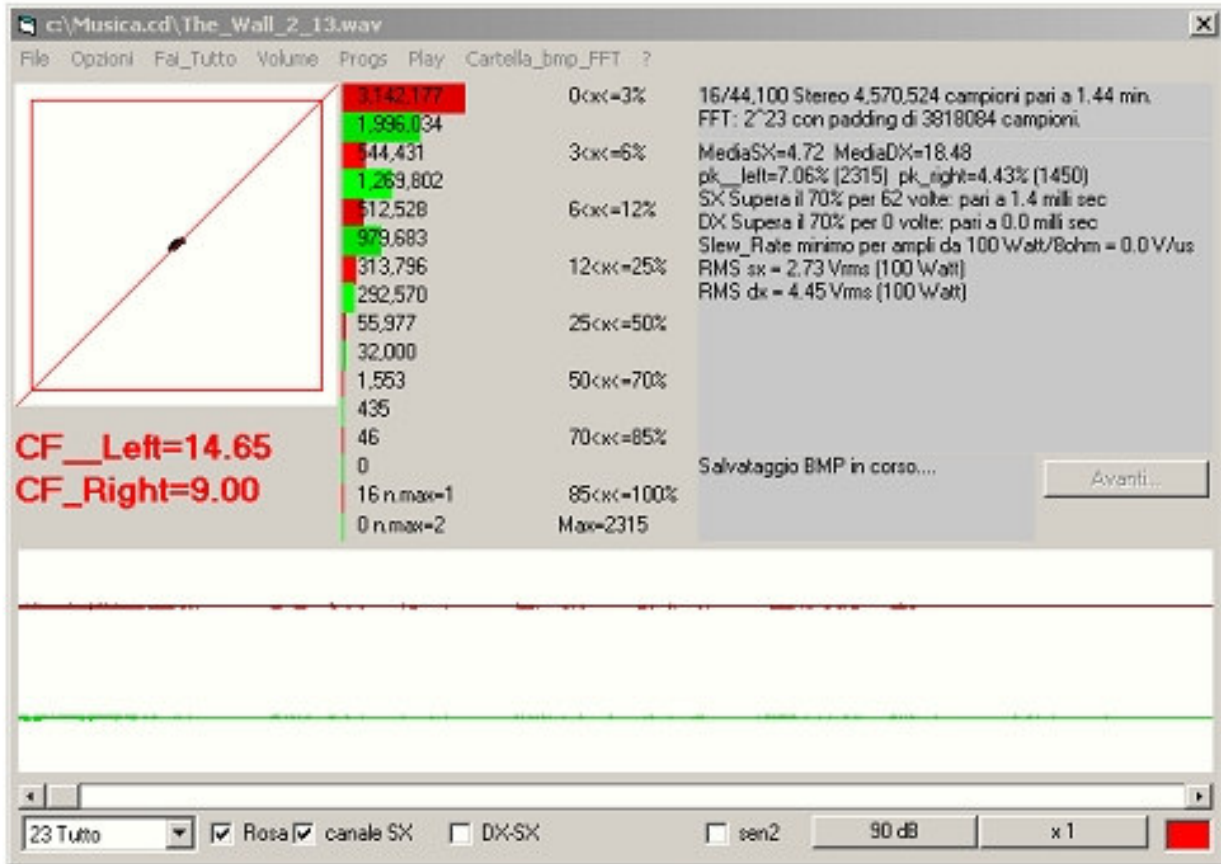 c:\Musica.cd\The_Wall_2_13.wav
File Opzioni Fai_Tutto Volume Progs Play Cartella_bmp_FFT ?
3,142,177 0<x<=3%
1,996,034
544,431 3<x<=6%
1,269,802
512,528 6<x<=12%
979,683
313,796 12<x<=25%
292,570
55,977 25<x<=50%
32,000
1,553 50<x<=70%
435
46 70<x<=85%
0
16 n.max=1 85<x<=100%
0 n.max=2 Max=2315
16/44,100 Stereo 4,570,524 campioni pari a 1.44 min.
FFT: 2^23 con padding di 3818084 campioni.
MediaSX=4.72 MediaDX=18.48
pk__left=7.06% (2315) pk_right=4.43% (1450)
SX Supera il 70% per 62 volte: pari a 1.4 milli sec
DX Supera il 70% per 0 volte: pari a 0.0 milli sec
Slew_Rate minimo per ampli da 100 Watt/8ohm = 0.0 V/us
RMS sx = 2.73 Vrms (100 Watt)
RMS dx = 4.45 Vrms (100 Watt)
CF__Left=14.65
CF_Right=9.00
Salvataggio BMP in corso....
Avanti...
23 Tutto Rosa canale SX DX-SX sen2 90 dB x 1